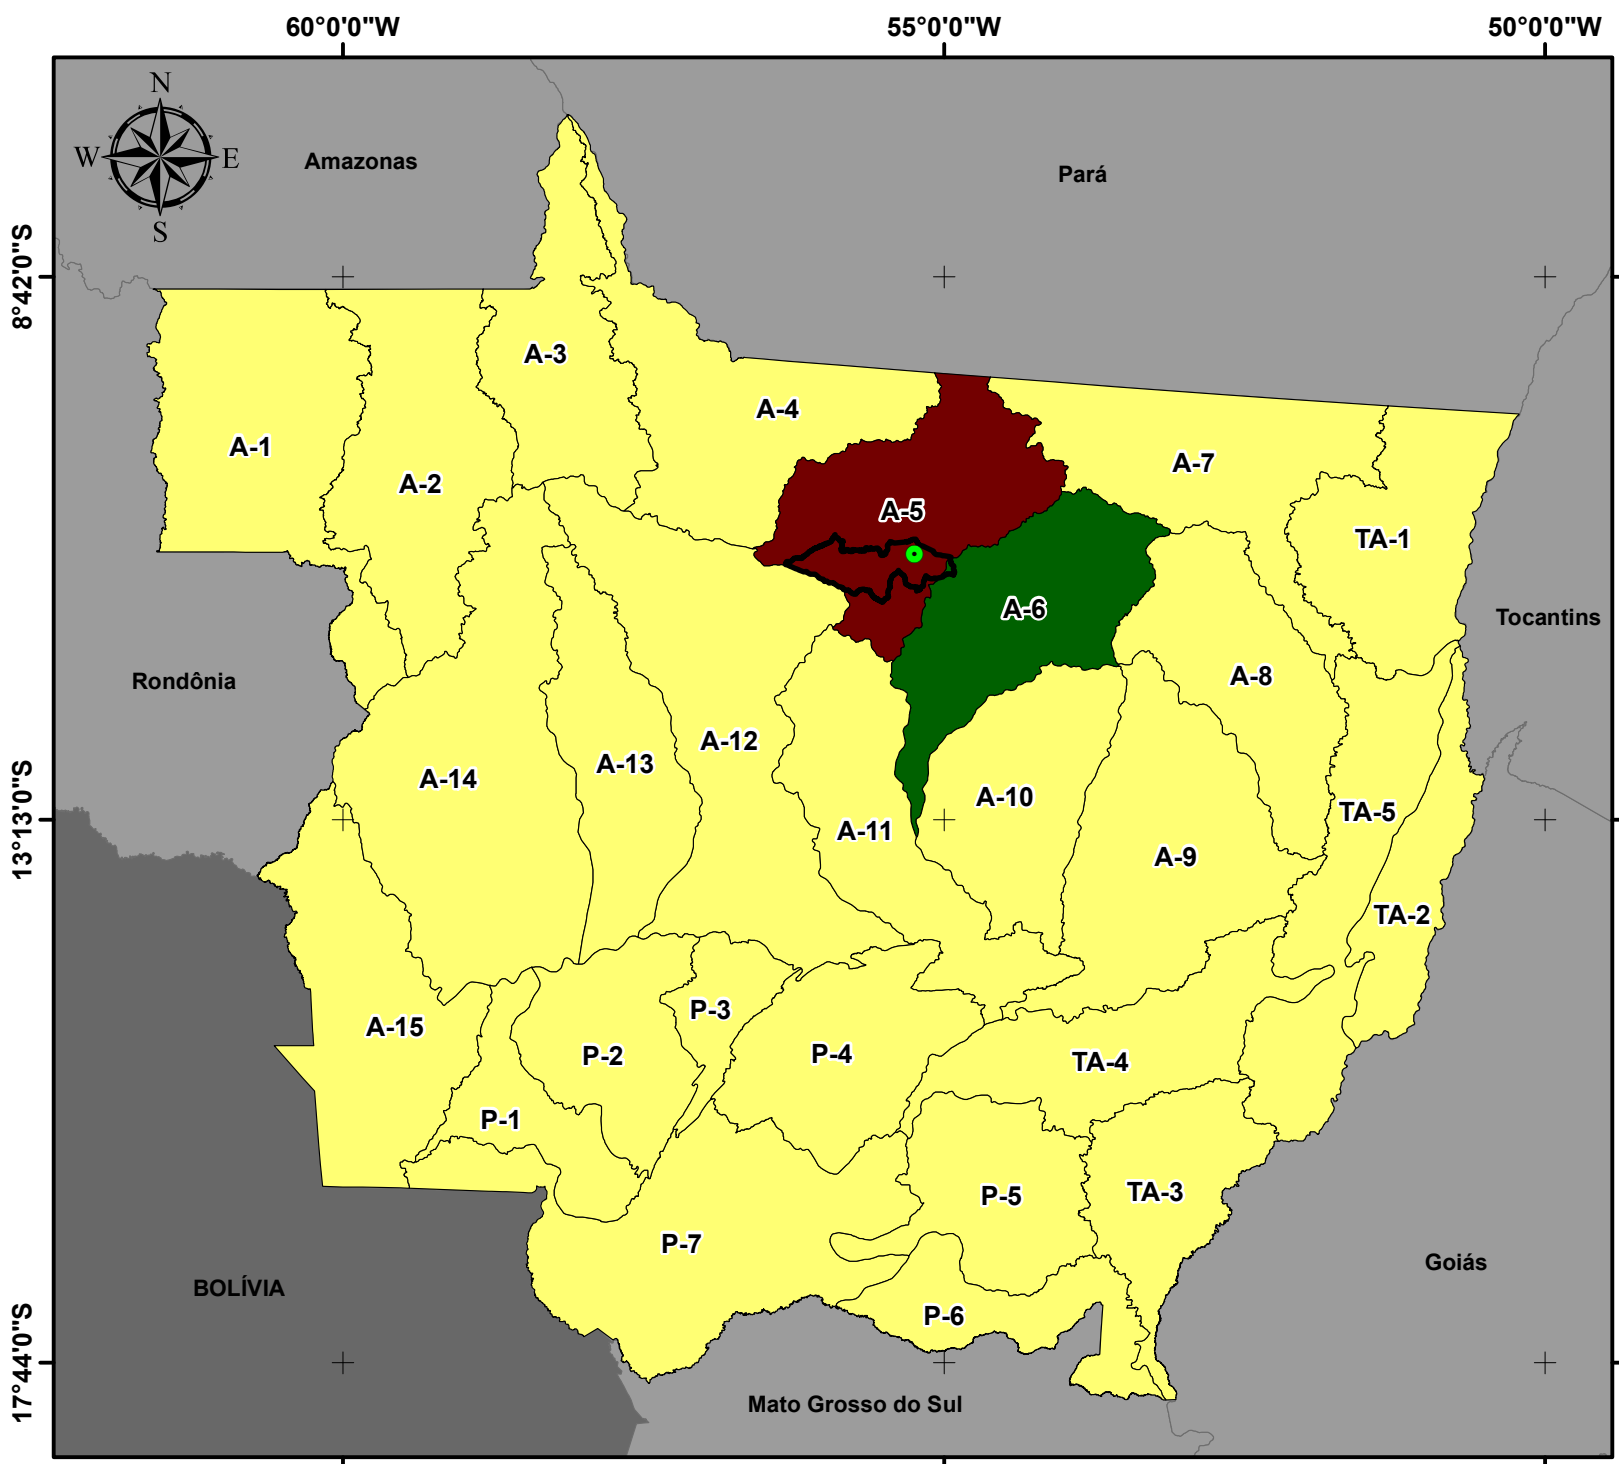 60°0'0"W
55°0'0"W
50°0'0"W
N
W
E
S
Amazonas
Pará
8°42'0"S
A-3
A-4
A-1
A-7
A-2
A-5
TA-1
A-6
Tocantins
Rondônia
A-8
A-12
A-13
A-14
A-10
TA-5
A-11
13°13'0"S
A-9
TA-2
P-3
A-15
P-2
P-4
TA-4
P-1
P-5
TA-3
P-7
Goiás
BOLÍVIA
P-6
17°44'0"S
Mato Grosso do Sul